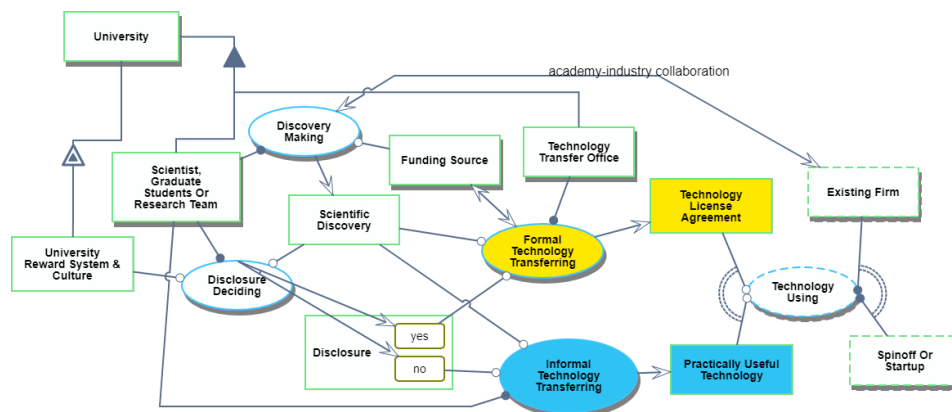 University
academy-industry collaboration
Discovery
Making
Funding Source
Technology
Transfer Office
Scientist,
Graduate
Students Or
Research Team
Technology
License
Agreement
Existing Firm
Scientific
Discovery
University
Reward System &
Culture
Formal
Technology
Transferring
Disclosure
Deciding
Technology
Using
yes
Disclosure
no
Informal
Technology
Transferring
Practically Useful
Technology
Spinoff Or
Startup